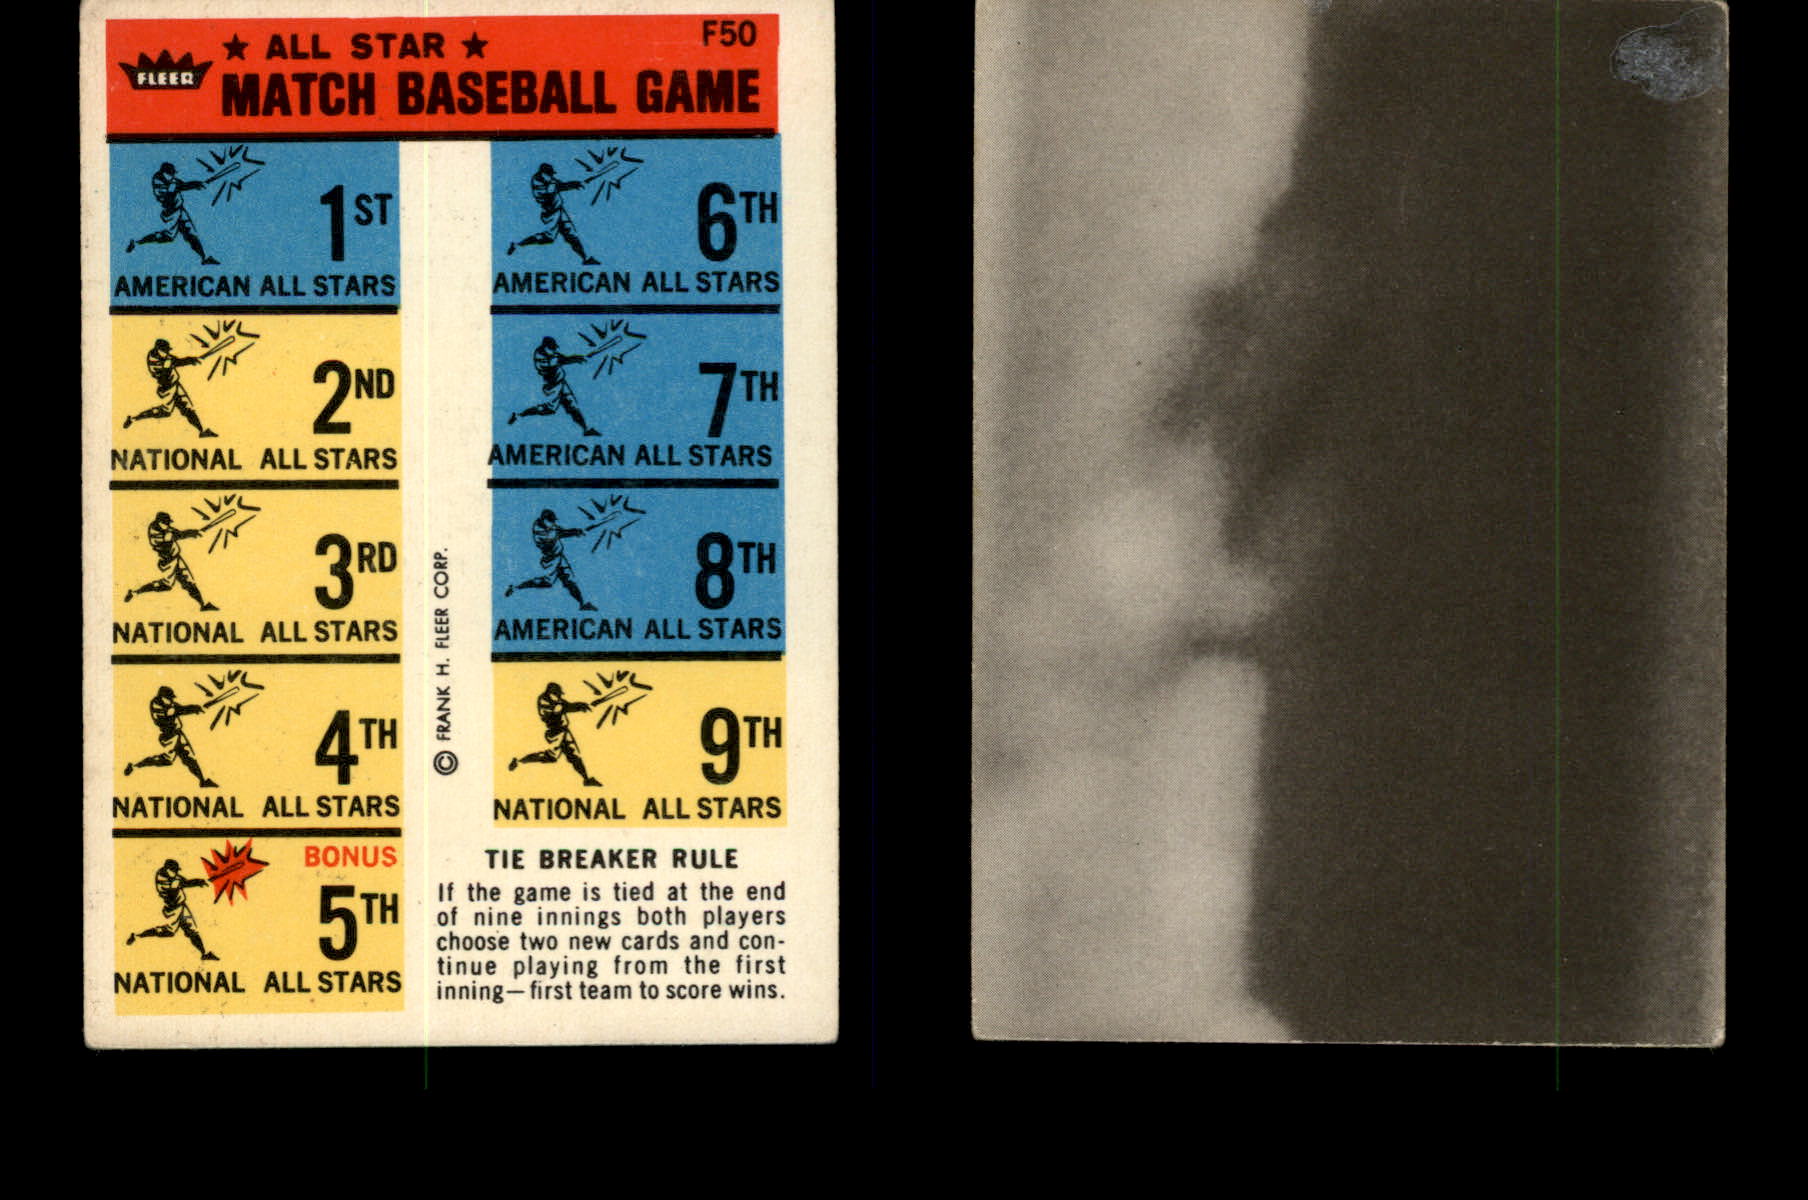 F50
★ ALL STAR ★
FLEER
MATCH BASEBALL GAME
1ST
AMERICAN ALL STARS
2ND
NATIONAL ALL STARS
3RD
NATIONAL ALL STARS
4TH
NATIONAL ALL STARS
BONUS
5TH
NATIONAL ALL STARS
© FRANK H. FLEER CORP.
6TH
AMERICAN ALL STARS
7TH
AMERICAN ALL STARS
8TH
AMERICAN ALL STARS
9TH
NATIONAL ALL STARS
TIE BREAKER RULE
If the game is tied at the end
of nine innings both players
choose two new cards and con-
tinue playing from the first
inning—first team to score wins.